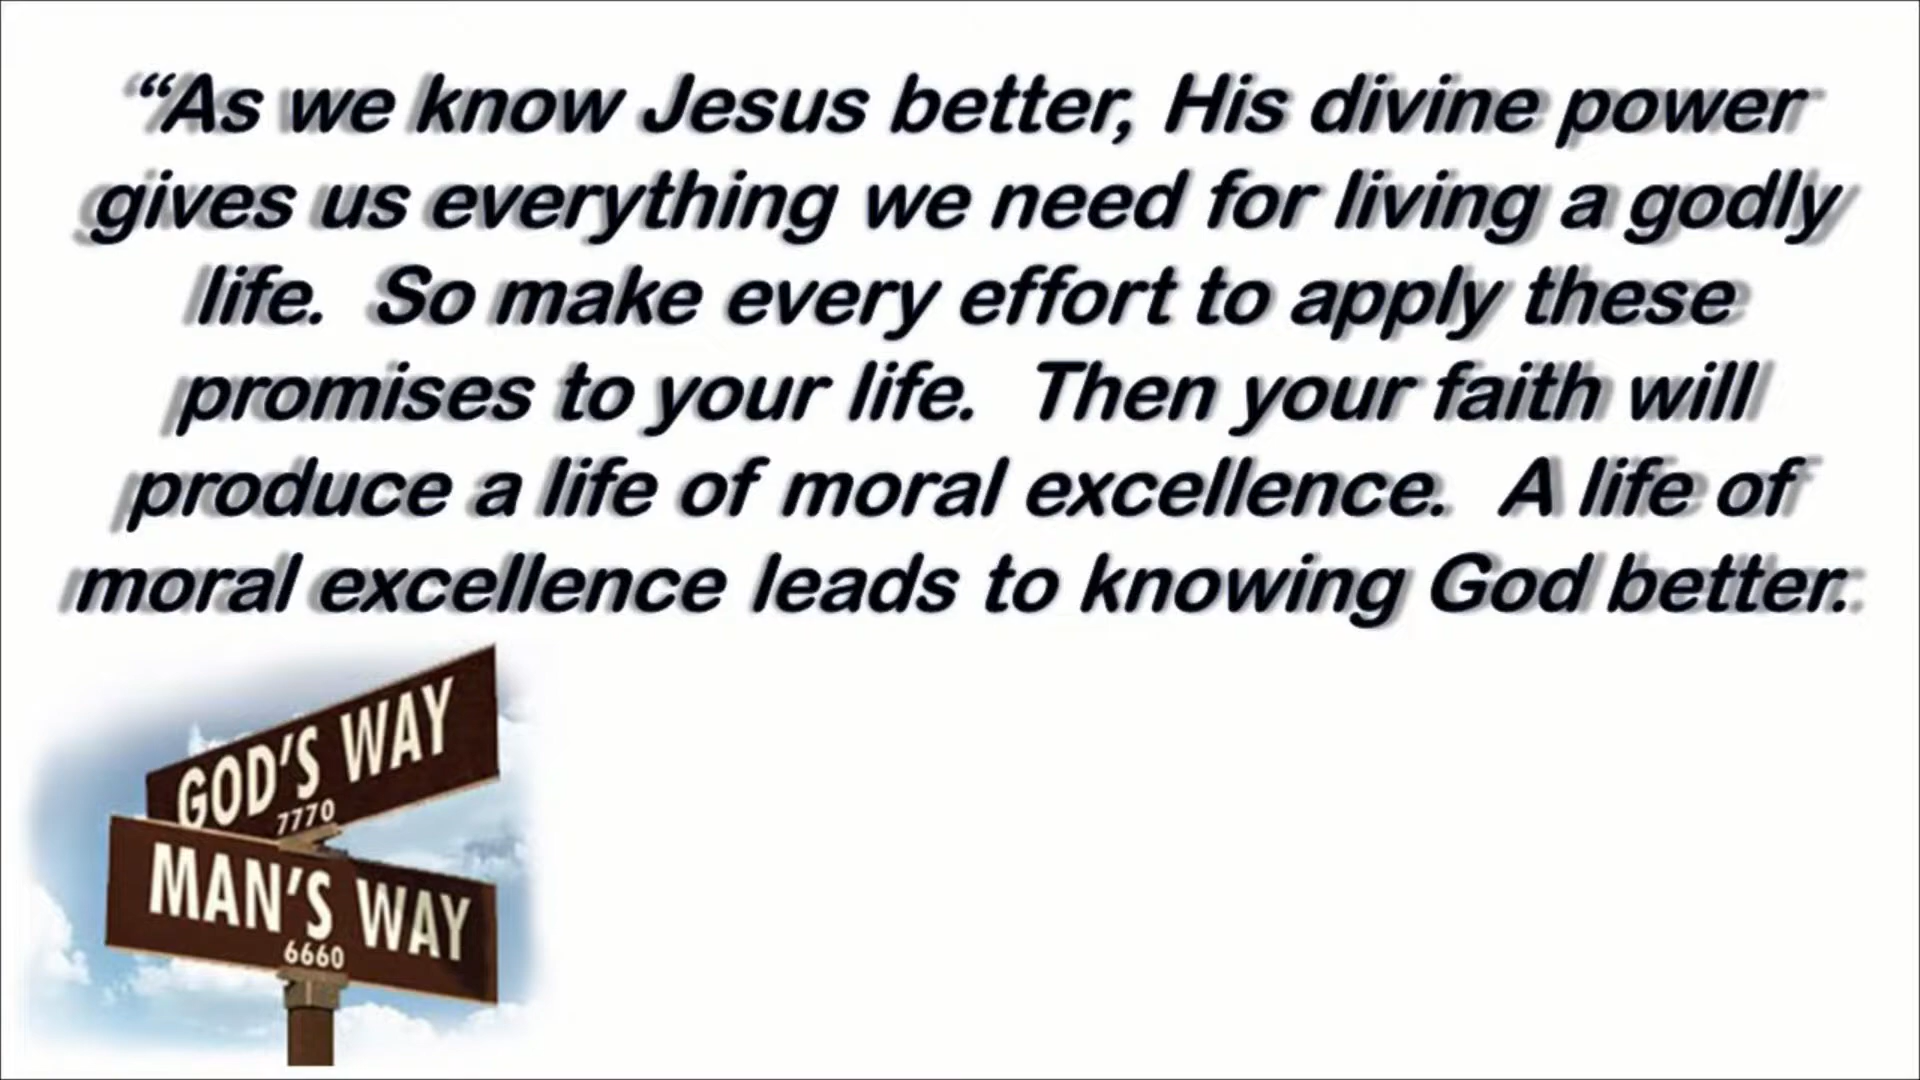 “As we know Jesus better, His divine power
gives us everything we need for living a godly
life.  So make every effort to apply these
promises to your life.  Then your faith will
produce a life of moral excellence.  A life of
moral excellence leads to knowing God better.
GOD'S WAY
7770
MAN'S WAY
6660